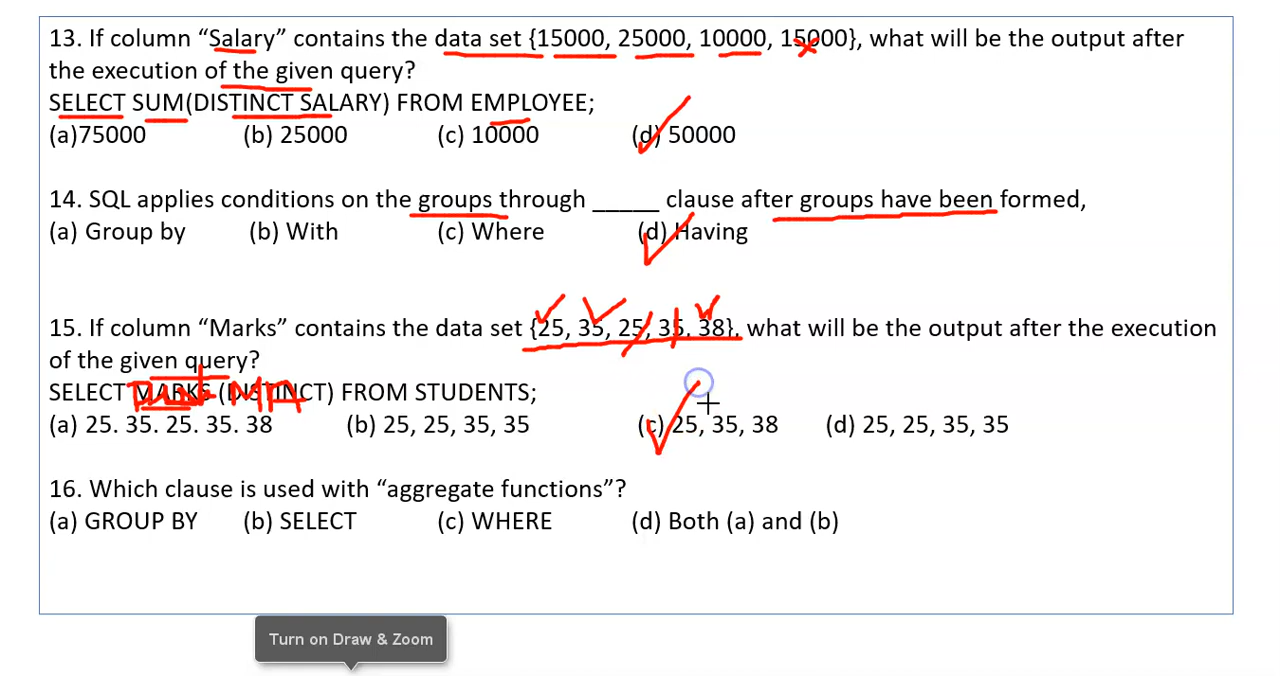 13. If column “Salary” contains the data set {15000, 25000, 10000, 15000}, what will be the output after
the execution of the given query?
SELECT SUM(DISTINCT SALARY) FROM EMPLOYEE;
(a)75000 (b) 25000 (c) 10000 (d) 50000
14. SQL applies conditions on the groups through _____ clause after groups have been formed,
(a) Group by (b) With (c) Where (d) Having
15. If column “Marks” contains the data set {25, 35, 25, 35, 38}, what will be the output after the execution
of the given query?
SELECT MARKS (DISTINCT) FROM STUDENTS;
(a) 25. 35. 25. 35. 38 (b) 25, 25, 35, 35 (c) 25, 35, 38 (d) 25, 25, 35, 35
16. Which clause is used with “aggregate functions”?
(a) GROUP BY (b) SELECT (c) WHERE (d) Both (a) and (b)
Turn on Draw & Zoom